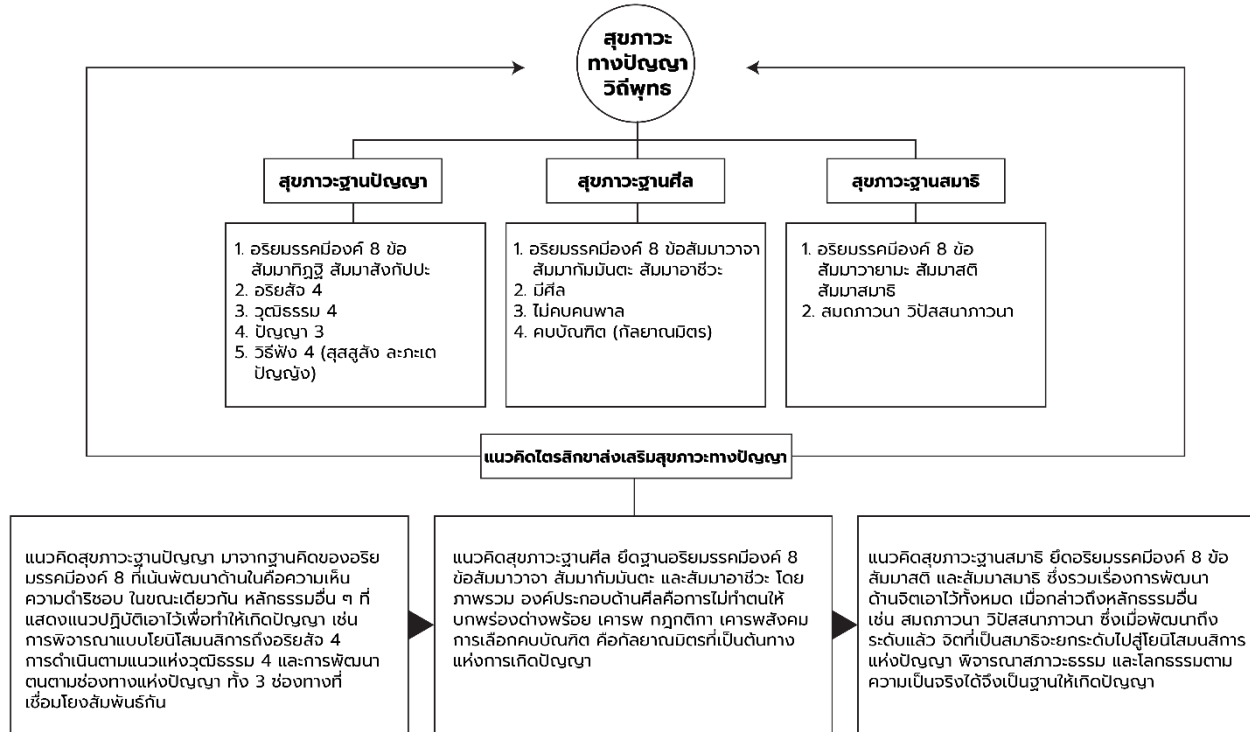 สุขภาวะ
ทางปัญญา
วิถีพุทธ
สุขภาวะฐานปัญญา
1. อริยมรรคมีองค์ 8 ข้อ
สัมมาทิฏฐิ สัมมาสังกัปปะ
2. อริยสัจ 4
3. วุฒิธรรม 4
4. ปัญญา 3
5. วิธีฟัง 4 (สุสสูสัง ละภะเต
ปัญญัง)
สุขภาวะฐานศีล
1. อริยมรรคมีองค์ 8 ข้อสัมมาวาจา
สัมมากัมมันตะ สัมมาอาชีวะ
2. มีศีล
3. ไม่คบคนพาล
4. คบบัณฑิต (กัลยาณมิตร)
สุขภาวะฐานสมาธิ
1. อริยมรรคมีองค์ 8 ข้อ
สัมมาวายามะ สัมมาสติ
สัมมาสมาธิ
2. สมถภาวนา วิปัสสนาภาวนา
แนวคิดไตรสิกขาส่งเสริมสุขภาวะทางปัญญา
แนวคิดสุขภาวะฐานปัญญา มาจากฐานคิดของอริย
มรรคมีองค์ 8 ที่เน้นพัฒนาด้านในคือความเห็น
ความดำริชอบ ในขณะเดียวกัน หลักธรรมอื่น ๆ ที่
แสดงแนวปฏิบัติเอาไว้เพื่อทำให้เกิดปัญญา เช่น
การพิจารณาแบบโยนิโสมนสิการถึงอริยสัจ 4
การดำเนินตามแนวแห่งวุฒิธรรม 4 และการพัฒนา
ตนตามช่องทางแห่งปัญญา ทั้ง 3 ช่องทางที่
เชื่อมโยงสัมพันธ์กัน
แนวคิดสุขภาวะฐานศีล ยึดฐานอริยมรรคมีองค์ 8
ข้อสัมมาวาจา สัมมากัมมันตะ และสัมมาอาชีวะ โดย
ภาพรวม องค์ประกอบด้านศีลคือการไม่ทำตนให้
บกพร่องด่างพร้อย เคารพ กฎกติกา เคารพสังคม
การเลือกคบบัณฑิต คือกัลยาณมิตรที่เป็นต้นทาง
แห่งการเกิดปัญญา
แนวคิดสุขภาวะฐานสมาธิ ยึดอริยมรรคมีองค์ 8 ข้อ
สัมมาสติ และสัมมาสมาธิ ซึ่งรวมเรื่องการพัฒนา
ด้านจิตเอาไว้ทั้งหมด เมื่อกล่าวถึงหลักธรรมอื่น
เช่น สมถภาวนา วิปัสสนาภาวนา ซึ่งเมื่อพัฒนาถึง
ระดับแล้ว จิตที่เป็นสมาธิจะยกระดับไปสู่โยนิโสมนสิการ
แห่งปัญญา พิจารณาสภาวะธรรม และโลกธรรมตาม
ความเป็นจริงได้จึงเป็นฐานให้เกิดปัญญา